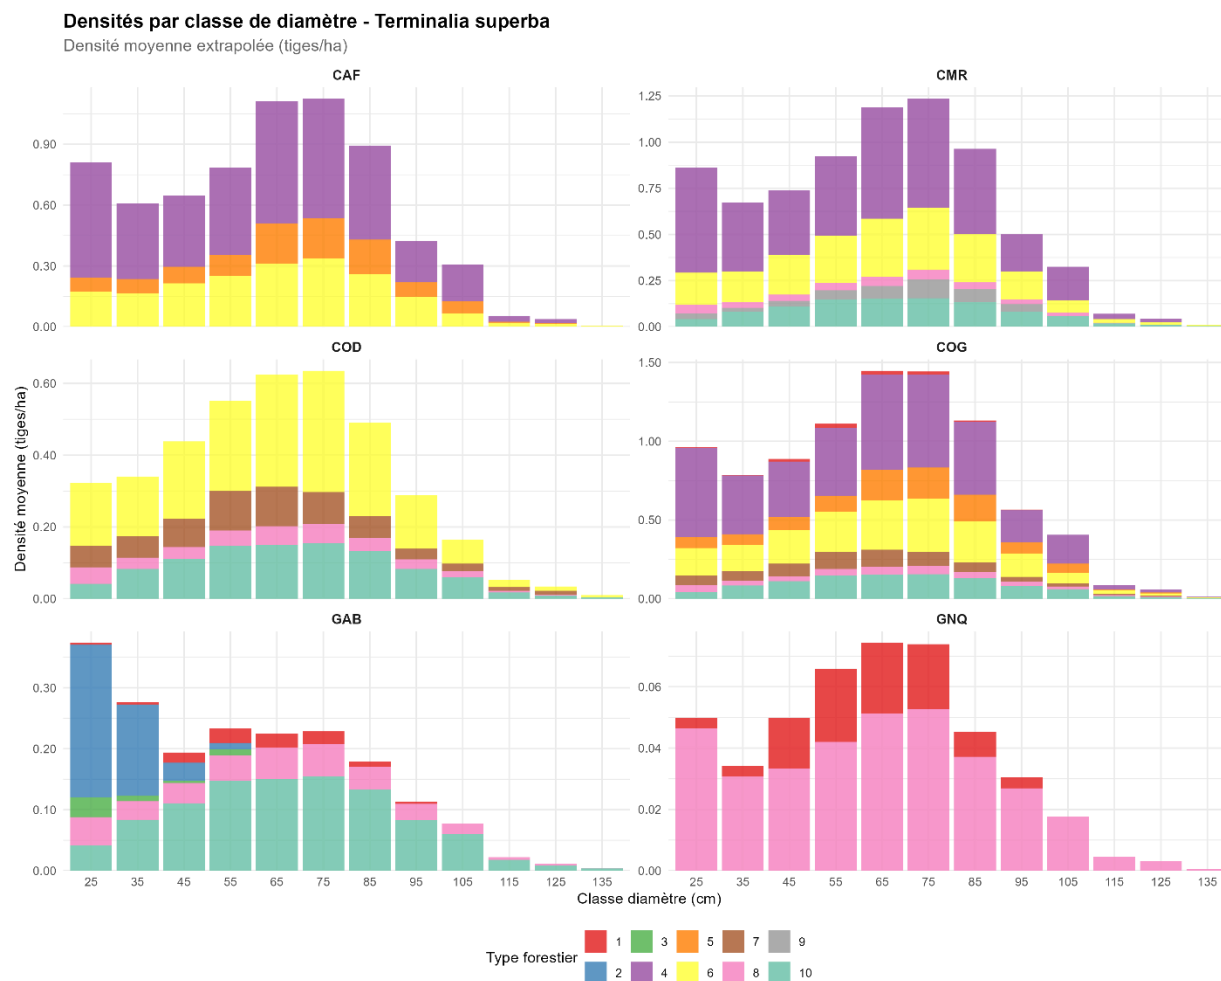 Densités par classe de diamètre - Terminalia superba
Densité moyenne extrapolée (tiges/ha)
CAF
0.90
0.60
0.30
0.00
CMR
1.25
1.00
0.75
0.50
0.25
0.00
COD
0.60
0.40
0.20
0.00
COG
1.50
1.00
0.50
0.00
GAB
0.30
0.20
0.10
0.00
25 35 45 55 65 75 85 95 105 115 125 135
GNQ
0.06
0.04
0.02
0.00
25 35 45 55 65 75 85 95 105 115 125 135
Densité moyenne (tiges/ha)
Classe diamètre (cm)
Type forestier
1 3 5 7 9
2 4 6 8 10